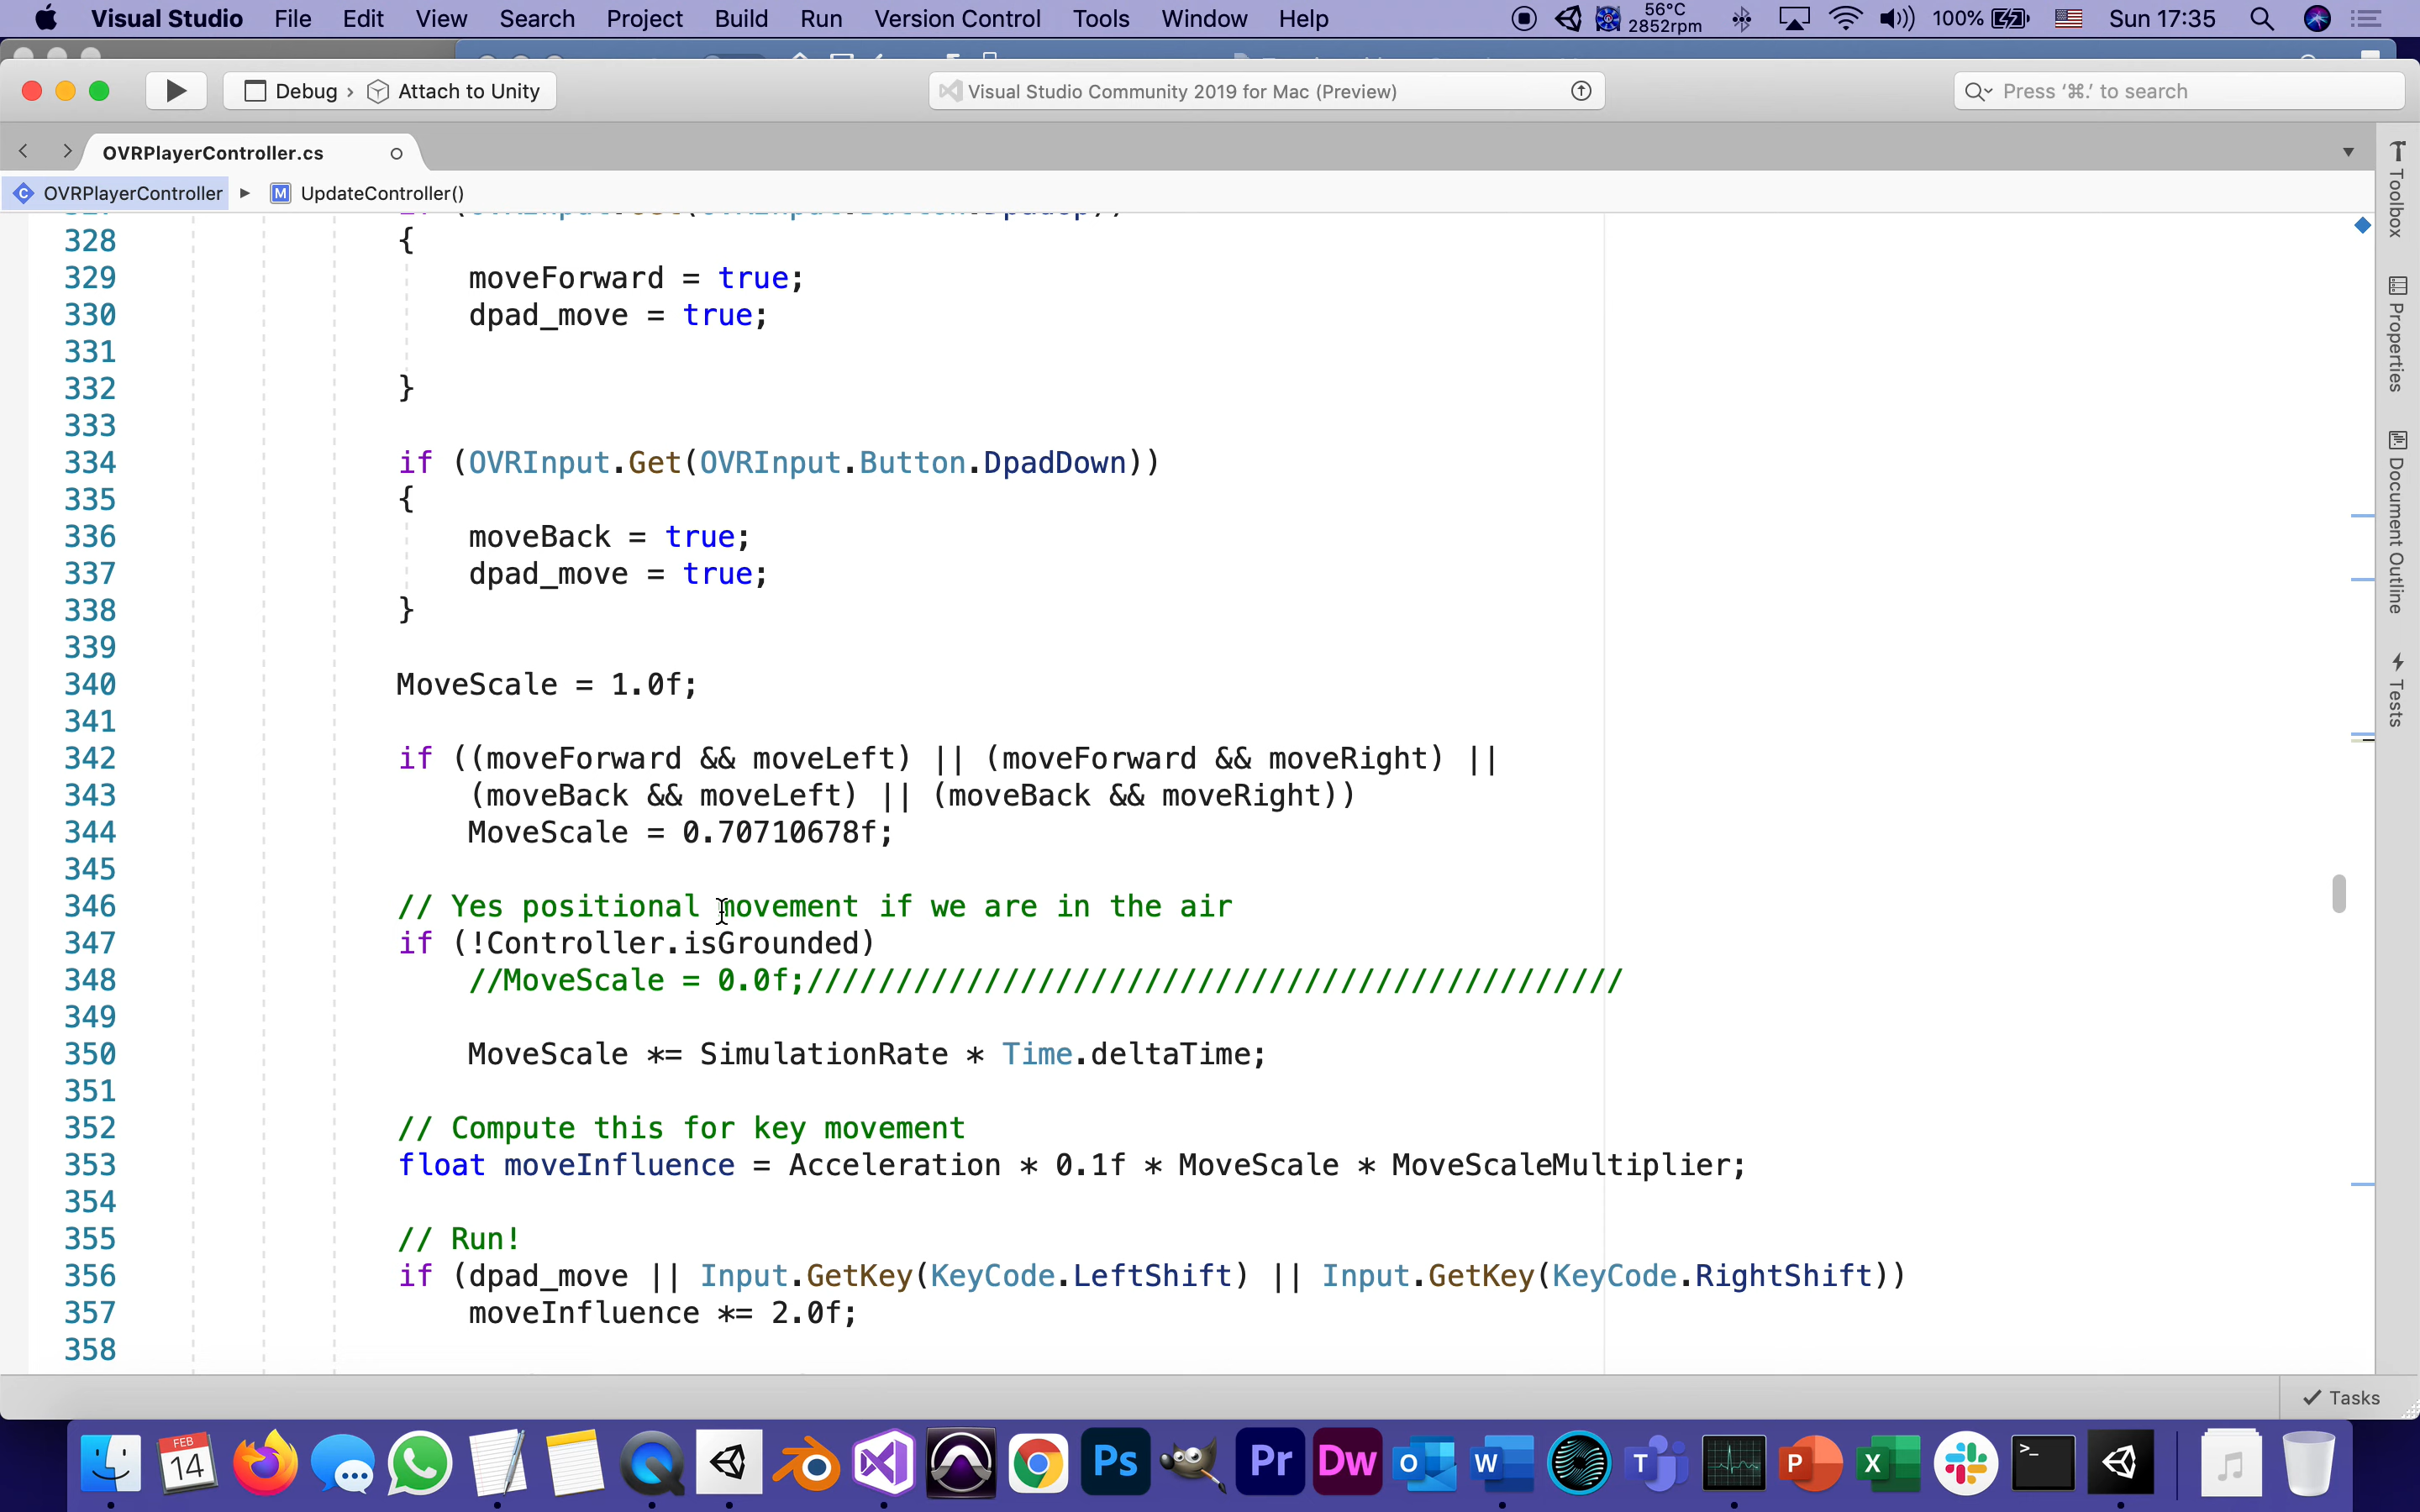 Visual Studio File Edit View Search Project Build Run Version Control Tools Window Help 56°C 2852rpm 100% Sun 17:35
Debug › Attach to Unity
Visual Studio Community 2019 for Mac (Preview)
Press ‘⌘.’ to search
OVRPlayerController.cs
OVRPlayerController ▶ M UpdateController()
328 {
329 moveForward = true;
330 dpad_move = true;
331
332 }
333
334 if (OVRInput.Get(OVRInput.Button.DpadDown))
335 {
336 moveBack = true;
337 dpad_move = true;
338 }
339
340 MoveScale = 1.0f;
341
342 if ((moveForward && moveLeft) || (moveForward && moveRight) ||
343 (moveBack && moveLeft) || (moveBack && moveRight))
344 MoveScale = 0.70710678f;
345
346 // Yes positional movement if we are in the air
347 if (!Controller.isGrounded)
348 //MoveScale = 0.0f;//////////////////////////////////////////////
349
350 MoveScale *= SimulationRate * Time.deltaTime;
351
352 // Compute this for key movement
353 float moveInfluence = Acceleration * 0.1f * MoveScale * MoveScaleMultiplier;
354
355 // Run!
356 if (dpad_move || Input.GetKey(KeyCode.LeftShift) || Input.GetKey(KeyCode.RightShift))
357 moveInfluence *= 2.0f;
358
Toolbox
Properties
Document Outline
Tests
Tasks
FEB
14
Ps
Pr
Dw
O
W
T
P
X
>_